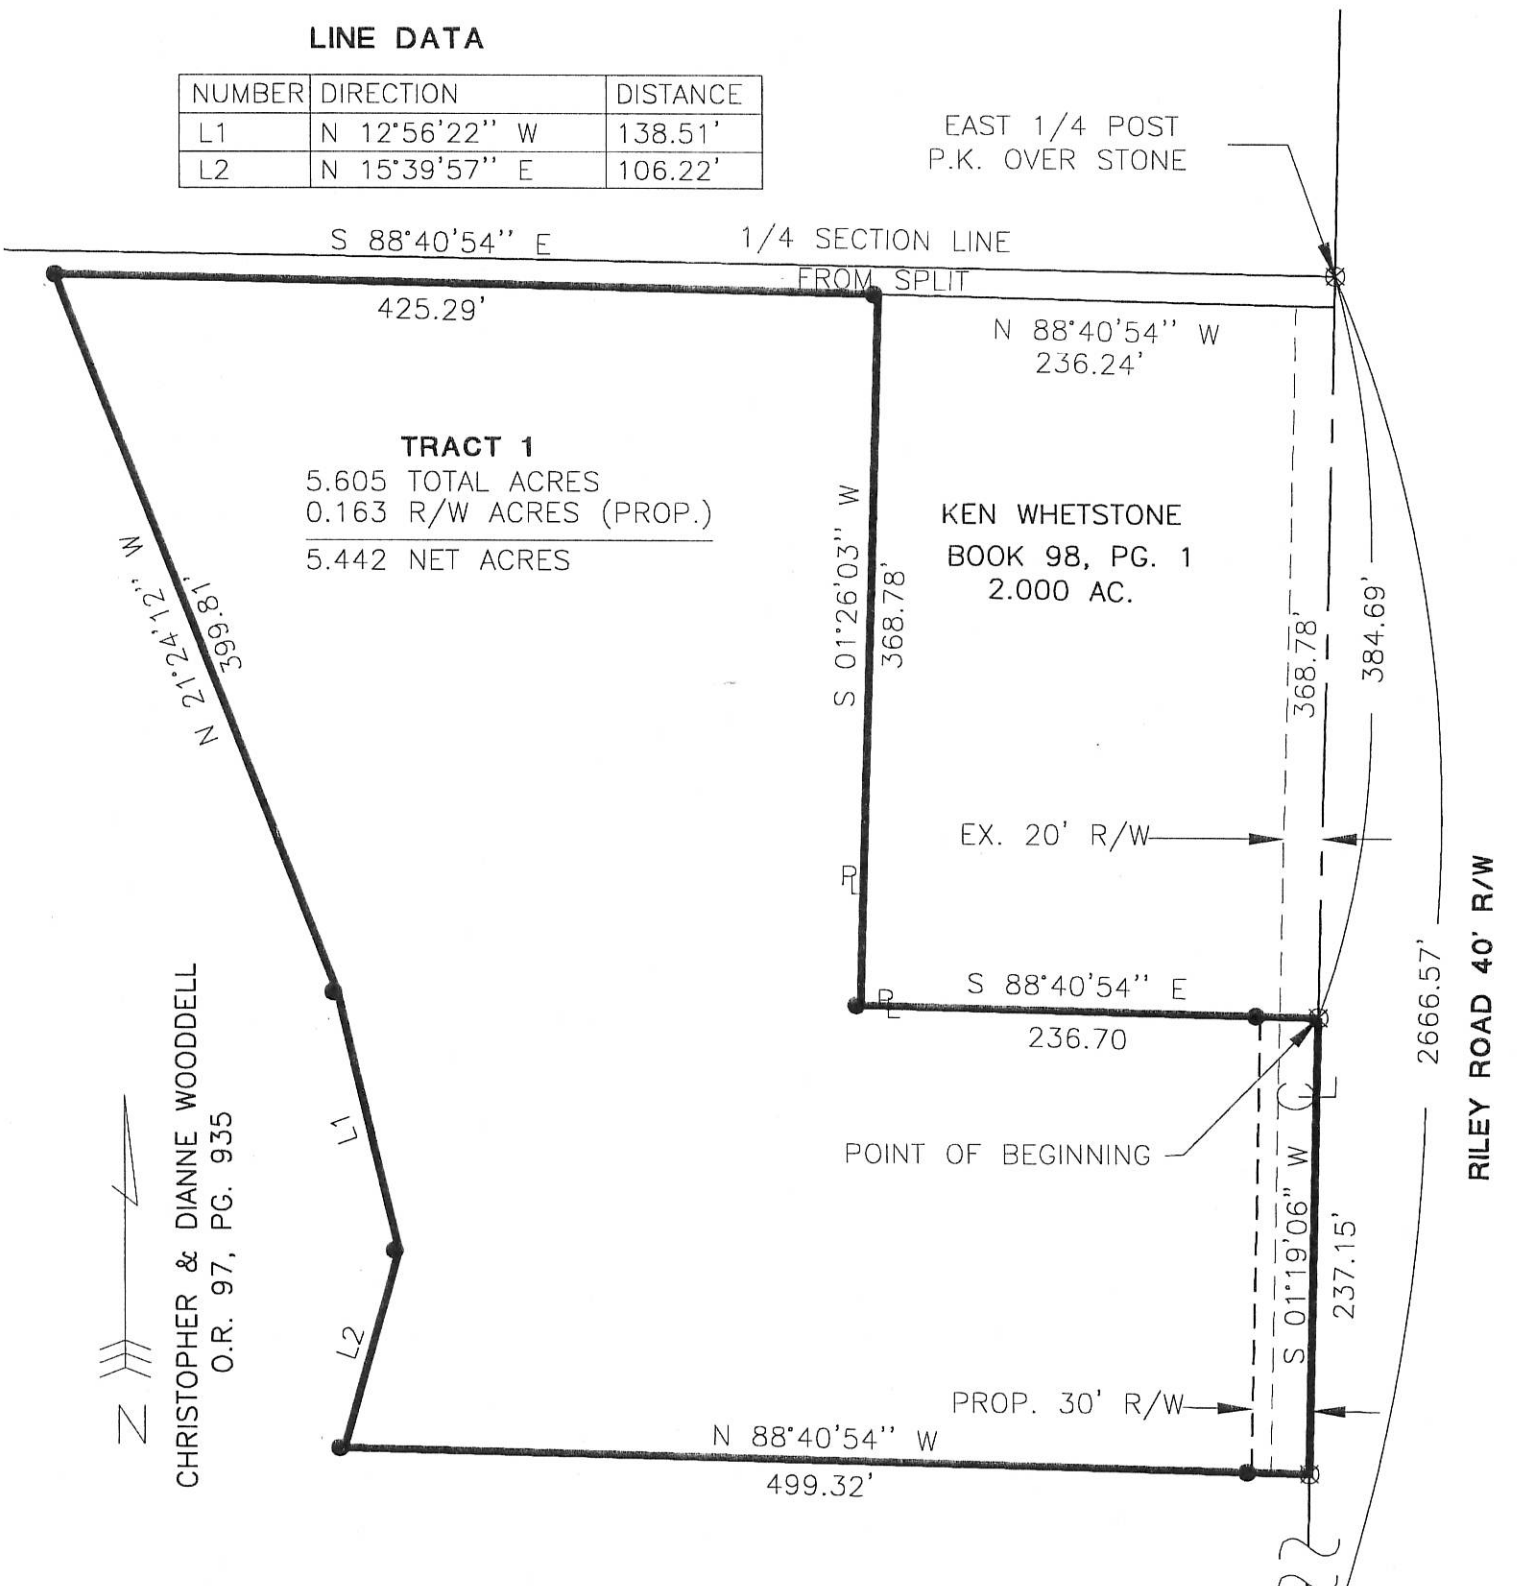 LINE DATA
NUMBER DIRECTION DISTANCE
L1 N 12°56'22'' W 138.51'
L2 N 15°39'57'' E 106.22'
EAST 1/4 POST
P.K. OVER STONE
S 88°40'54'' E
1/4 SECTION LINE
FROM SPLIT
425.29'
N 88°40'54'' W
236.24'
TRACT 1
5.605 TOTAL ACRES
0.163 R/W ACRES (PROP.)
5.442 NET ACRES
N 21°24'12'' W
399.81'
S 01°26'03'' W
368.78'
KEN WHETSTONE
BOOK 98, PG. 1
2.000 AC.
368.78'
384.69'
EX. 20' R/W
PL
S 88°40'54'' E
PL
236.70
2666.57'
RILEY ROAD 40' R/W
CL
POINT OF BEGINNING
L1
S 01°19'06'' W
237.15'
CHRISTOPHER & DIANNE WOODDELL
O.R. 97, PG. 935
L2
N
PROP. 30' R/W
N 88°40'54'' W
499.32'